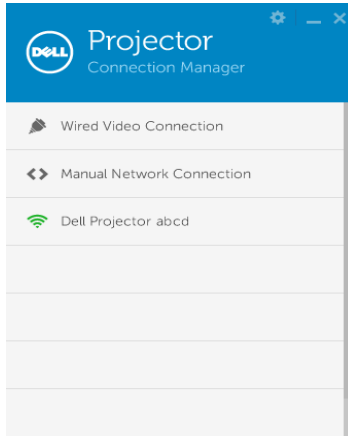 DELL
Projector
Connection Manager
Wired Video Connection
Manual Network Connection
Dell Projector abcd